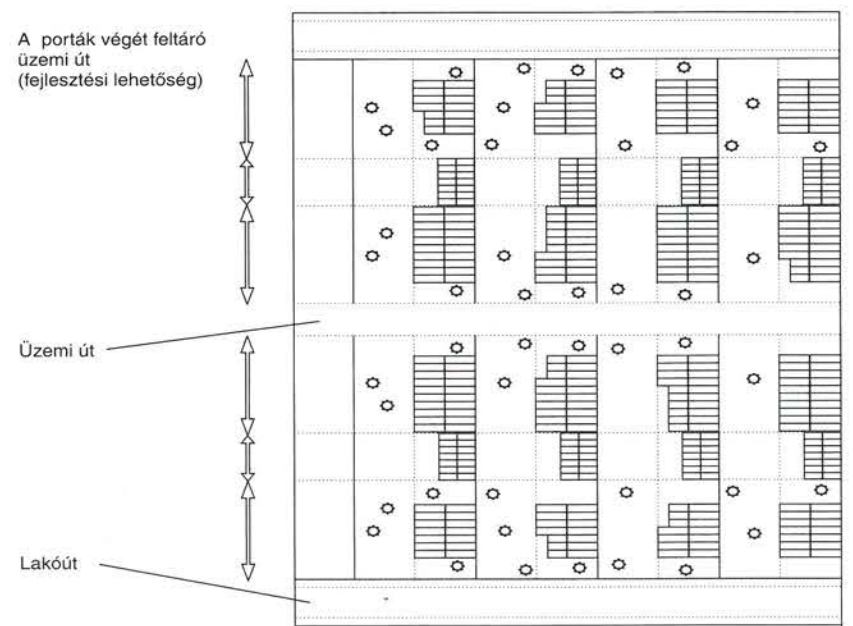 A porták végét feltáró
üzemi út
(fejlesztési lehetőség)
Üzemi út
Lakóút